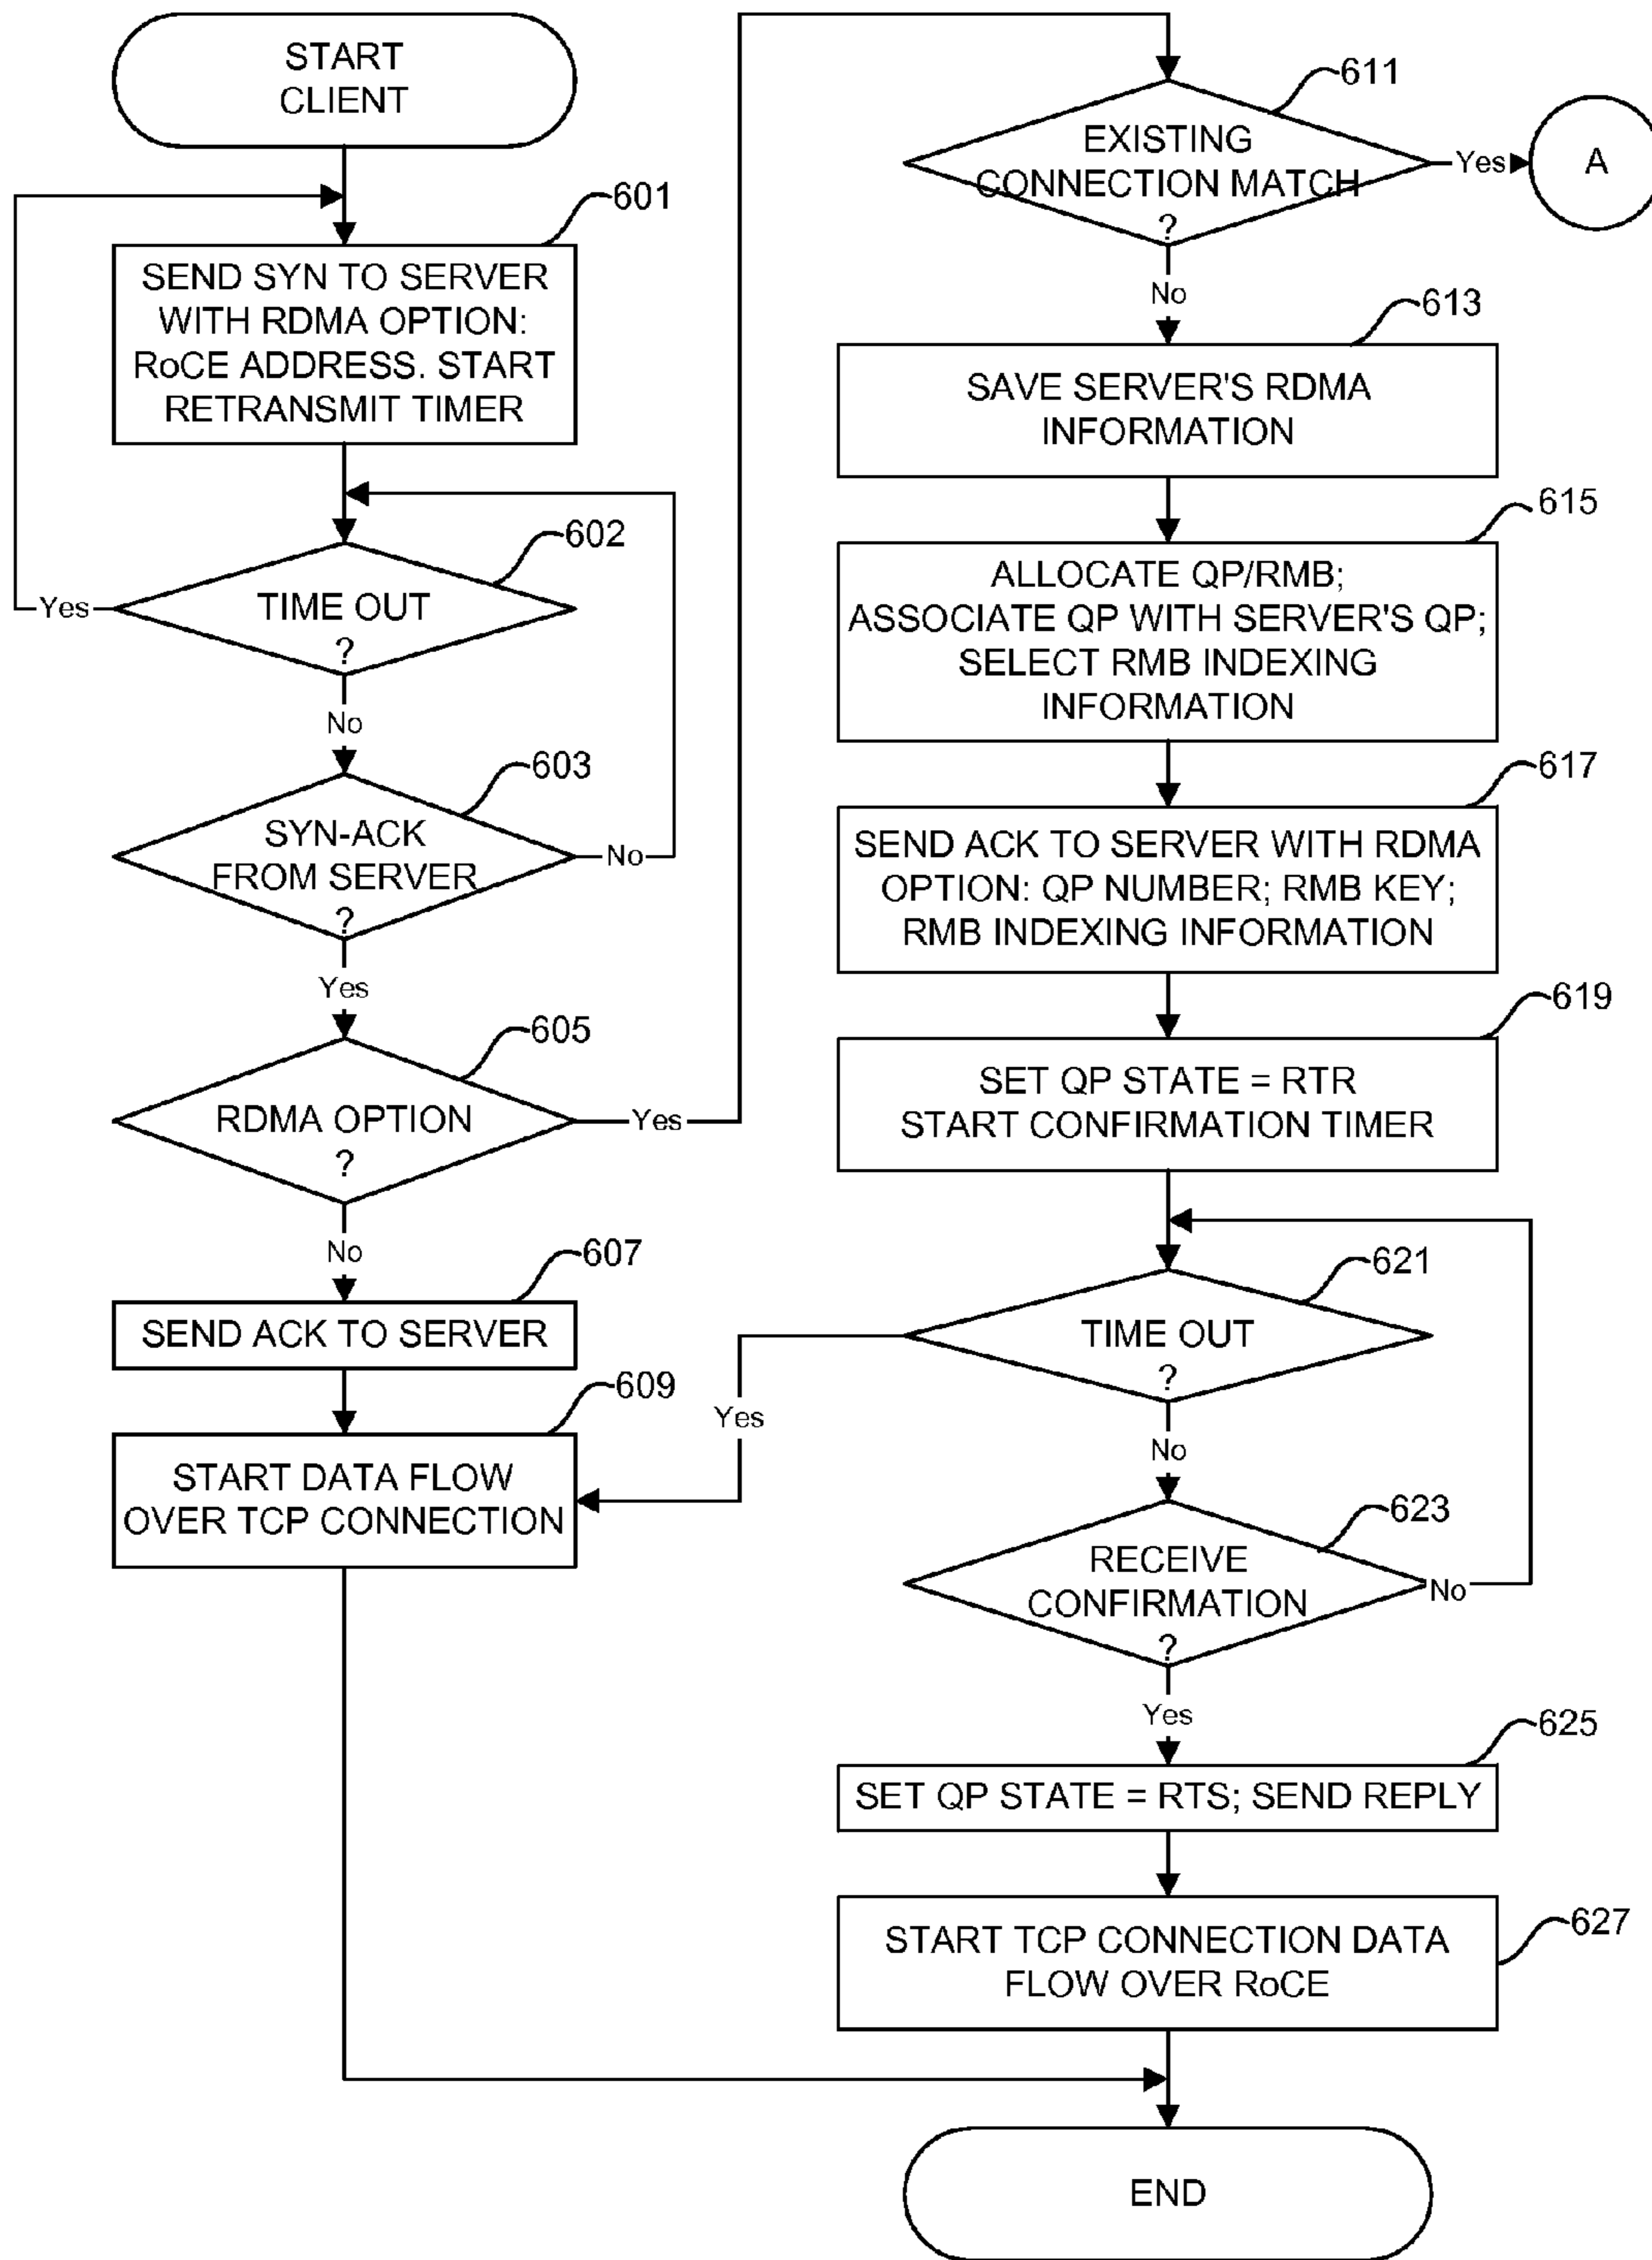 START
CLIENT
601
SEND SYN TO SERVER
WITH RDMA OPTION:
RoCE ADDRESS. START
RETRANSMIT TIMER
602
TIME OUT
?
Yes
No
603
SYN-ACK
FROM SERVER
?
No
Yes
605
RDMA OPTION
?
Yes
No
607
SEND ACK TO SERVER
609
START DATA FLOW
OVER TCP CONNECTION
611
EXISTING
CONNECTION MATCH
?
Yes
A
No
613
SAVE SERVER'S RDMA
INFORMATION
615
ALLOCATE QP/RMB;
ASSOCIATE QP WITH SERVER'S QP;
SELECT RMB INDEXING
INFORMATION
617
SEND ACK TO SERVER WITH RDMA
OPTION: QP NUMBER; RMB KEY;
RMB INDEXING INFORMATION
619
SET QP STATE = RTR
START CONFIRMATION TIMER
621
TIME OUT
?
Yes
No
623
RECEIVE
CONFIRMATION
?
No
Yes
625
SET QP STATE = RTS; SEND REPLY
627
START TCP CONNECTION DATA
FLOW OVER RoCE
END